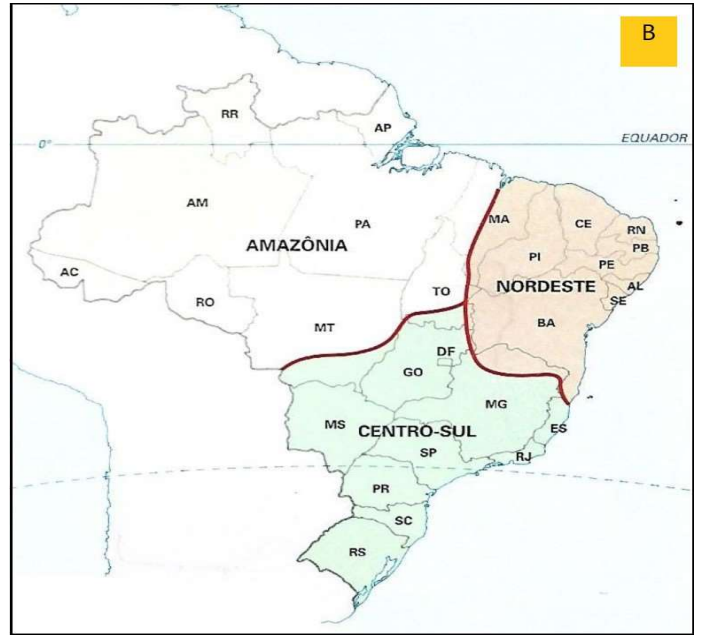 B
RR
AP
EQUADOR
0°
AM
PA
MA
CE
RN
PB
AMAZÔNIA
PI
PE
AC
NORDESTE
AL
SE
RO
TO
MT
BA
DF
GO
MG
MS
CENTRO-SUL
ES
SP
RJ
PR
SC
RS